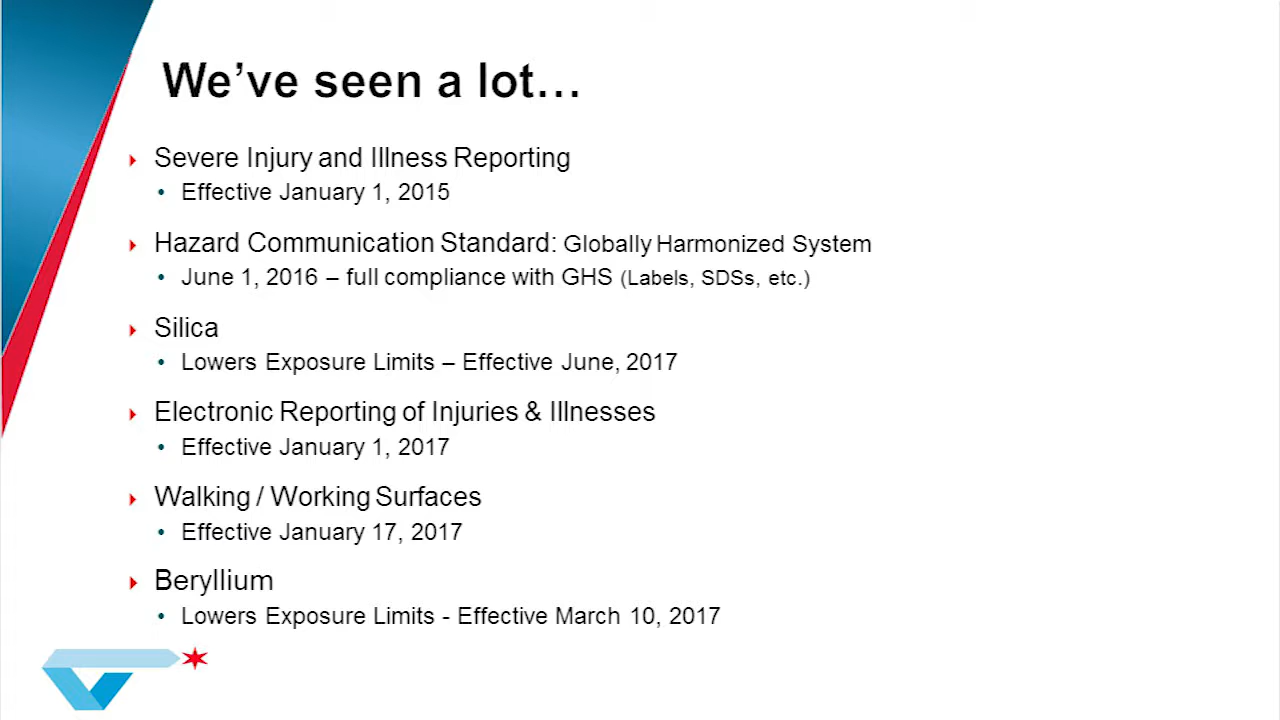 We’ve seen a lot…
Severe Injury and Illness Reporting
• Effective January 1, 2015
Hazard Communication Standard: Globally Harmonized System
• June 1, 2016 – full compliance with GHS (Labels, SDSs, etc.)
Silica
• Lowers Exposure Limits – Effective June, 2017
Electronic Reporting of Injuries & Illnesses
• Effective January 1, 2017
Walking / Working Surfaces
• Effective January 17, 2017
Beryllium
• Lowers Exposure Limits - Effective March 10, 2017